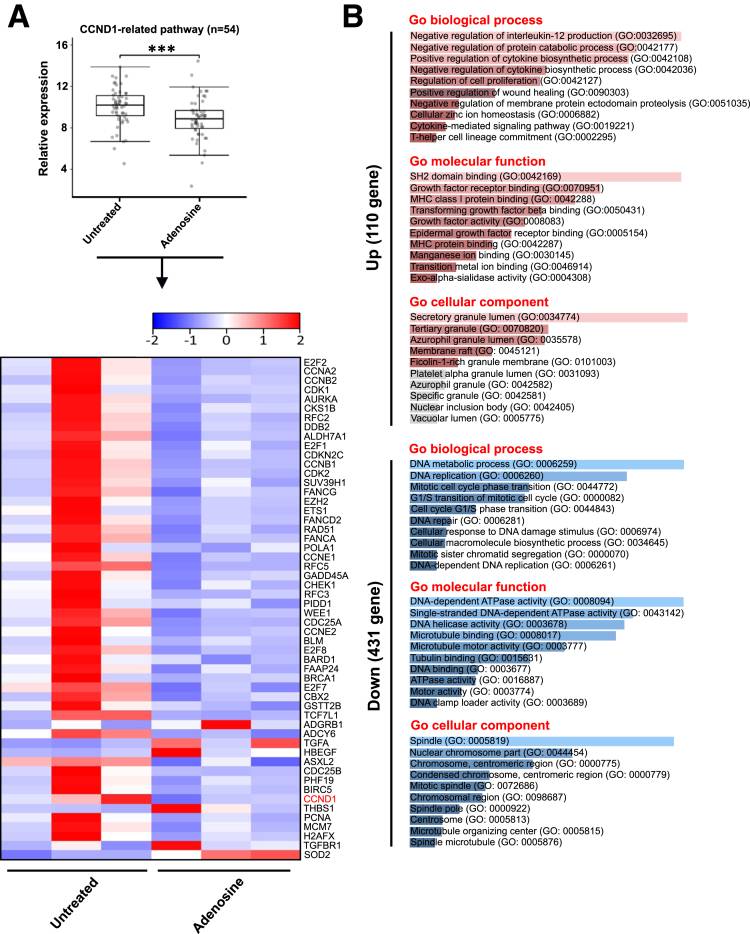 A
CCND1-related pathway (n=54)
***
16
12
8
4
Relative expression
Untreated
Adenosine
-2
-1
0
1
2
E2F2
CCNA2
CCNB2
CDK1
AURKA
CKS1B
RFC2
DDB2
ALDH7A1
E2F1
CDKN2C
CCNB1
CDK2
SUV39H1
FANCG
EZH2
ETS1
FANCD2
RAD51
FANCA
POLA1
CCNE1
RFC5
GADD45A
CHEK1
RFC3
PIDD1
WEE1
CDC25A
CCNE2
BLM
E2F8
BARD1
FAAP24
BRCA1
E2F7
CBX2
GSTT2B
TCF7L1
ADGRB1
ADCY6
TGFA
HBEGF
ASXL2
CDC25B
PHF19
BIRC5
CCND1
THBS1
PCNA
MCM7
H2AFX
TGFBR1
SOD2
Untreated
Adenosine
B
Up (110 gene)
Go biological process
Negative regulation of interleukin-12 production (GO:0032695)
Negative regulation of protein catabolic process (GO:0042177)
Positive regulation of cytokine biosynthetic process (GO:0042108)
Negative regulation of cytokine biosynthetic process (GO:0042036)
Regulation of cell proliferation (GO:0042127)
Positive regulation of wound healing (GO:0090303)
Negative regulation of membrane protein ectodomain proteolysis (GO:0051035)
Cellular zinc ion homeostasis (GO:0006882)
Cytokine-mediated signaling pathway (GO:0019221)
T-helper cell lineage commitment (GO:0002295)
Go molecular function
SH2 domain binding (GO:0042169)
Growth factor receptor binding (GO:0070951)
MHC class I protein binding (GO: 0042288)
Transforming growth factor beta binding (GO:0050431)
Growth factor activity (GO:0008083)
Epidermal growth factor receptor binding (GO:0005154)
MHC protein binding (GO:0042287)
Manganese ion binding (GO:0030145)
Transition metal ion binding (GO:0046914)
Exo-alpha-sialidase activity (GO:0004308)
Go cellular component
Secretory granule lumen (GO:0034774)
Tertiary granule (GO: 0070820)
Azurophil granule lumen (GO: 0035578)
Membrane raft (GO: 0045121)
Ficolin-1-rich granule membrane (GO: 0101003)
Platelet alpha granule lumen (GO: 0031093)
Azurophil granule (GO: 0042582)
Specific granule (GO: 0042581)
Nuclear inclusion body (GO: 0042405)
Vacuolar lumen (GO: 0005775)
Down (431 gene)
Go biological process
DNA metabolic process (GO: 0006259)
DNA replication (GO: 0006260)
Mitotic cell cycle phase transition (GO: 0044772)
G1/S transition of mitotic cell cycle (GO: 0000082)
Cell cycle G1/S phase transition (GO: 0044843)
DNA repair (GO: 0006281)
Cellular response to DNA damage stimulus (GO: 0006974)
Cellular macromolecule biosynthetic process (GO: 0034645)
Mitotic sister chromatid segregation (GO: 0000070)
DNA-dependent DNA replication (GO: 0006261)
Go molecular function
DNA-dependent ATPase activity (GO: 0008094)
Single-stranded DNA-dependent ATPase activity (GO: 0043142)
DNA helicase activity (GO: 0003678)
Microtubule binding (GO: 0008017)
Microtubule motor activity (GO: 0003777)
Tubulin binding (GO: 0015631)
DNA binding (GO: 0003677)
ATPase activity (GO: 0016887)
Motor activity (GO: 0003774)
DNA clamp loader activity (GO: 0003689)
Go cellular component
Spindle (GO: 0005819)
Nuclear chromosome part (GO: 0044454)
Chromosome, centromeric region (GO: 0000775)
Condensed chromosome, centromeric region (GO: 0000779)
Mitotic spindle (GO: 0072686)
Chromosomal region (GO: 0098687)
Spindle pole (GO: 0000922)
Centrosome (GO: 0005813)
Microtubule organizing center (GO: 0005815)
Spindle microtubule (GO: 0005876)